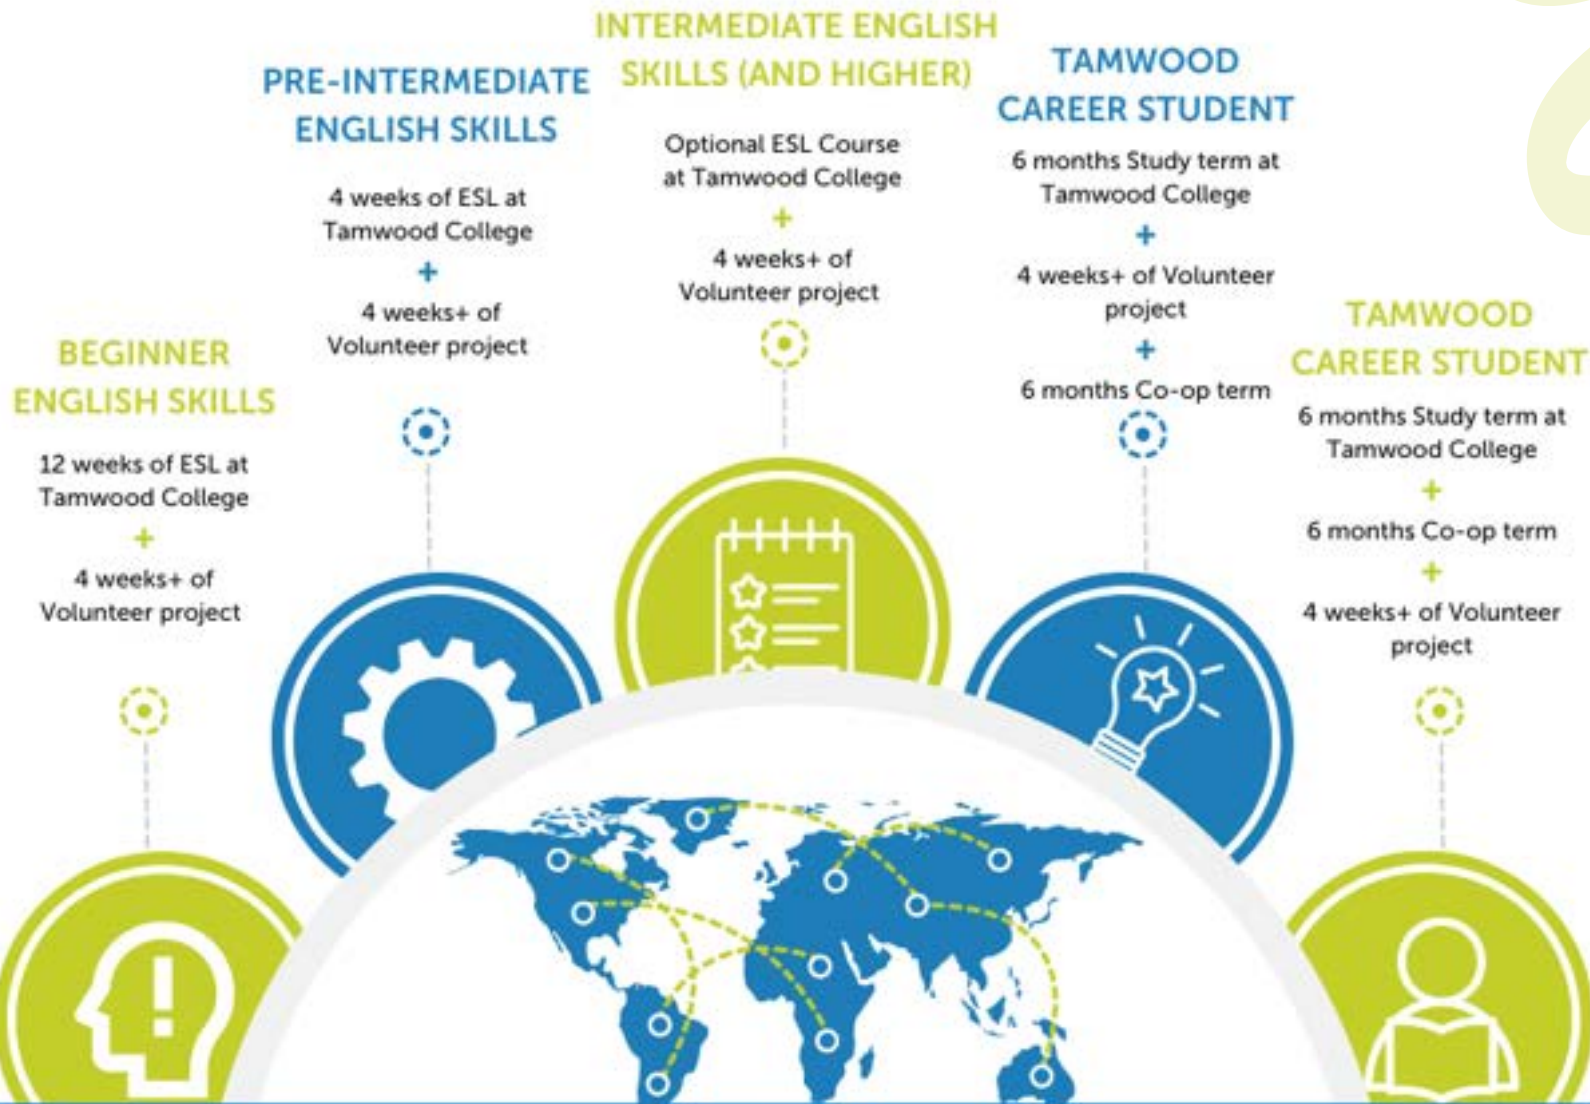 BEGINNER
ENGLISH SKILLS
12 weeks of ESL at
Tamwood College
+
4 weeks+ of
Volunteer project
PRE-INTERMEDIATE
ENGLISH SKILLS
4 weeks of ESL at
Tamwood College
+
4 weeks+ of
Volunteer project
INTERMEDIATE ENGLISH
SKILLS (AND HIGHER)
Optional ESL Course
at Tamwood College
+
4 weeks+ of
Volunteer project
TAMWOOD
CAREER STUDENT
6 months Study term at
Tamwood College
+
4 weeks+ of Volunteer
project
+
6 months Co-op term
TAMWOOD
CAREER STUDENT
6 months Study term at
Tamwood College
+
6 months Co-op term
+
4 weeks+ of Volunteer
project